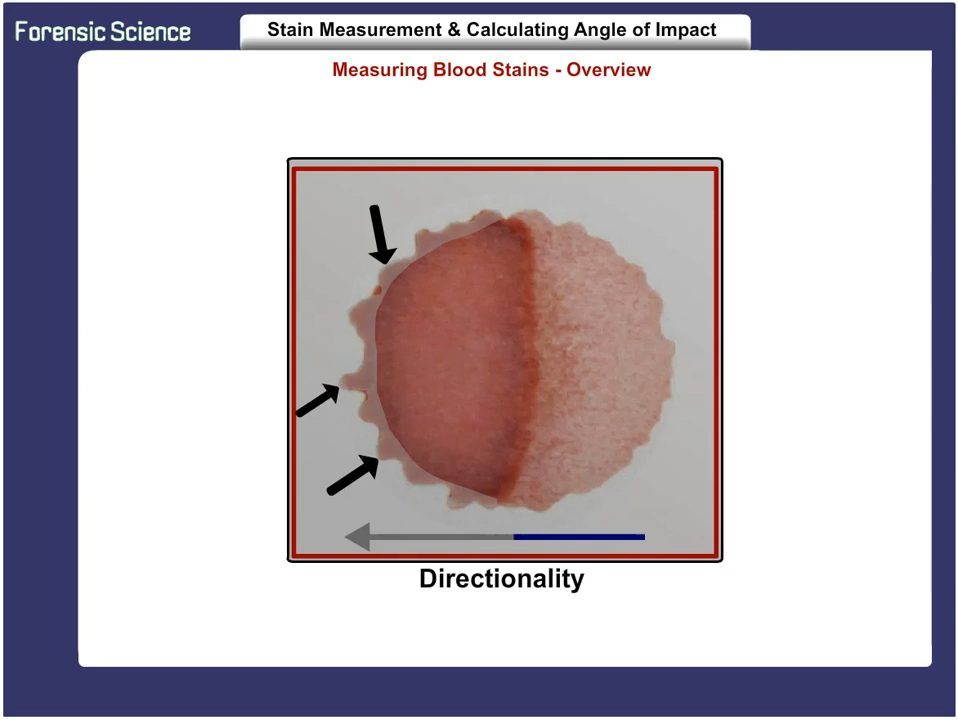 Forensic Science
Stain Measurement & Calculating Angle of Impact
Measuring Blood Stains - Overview
Directionality